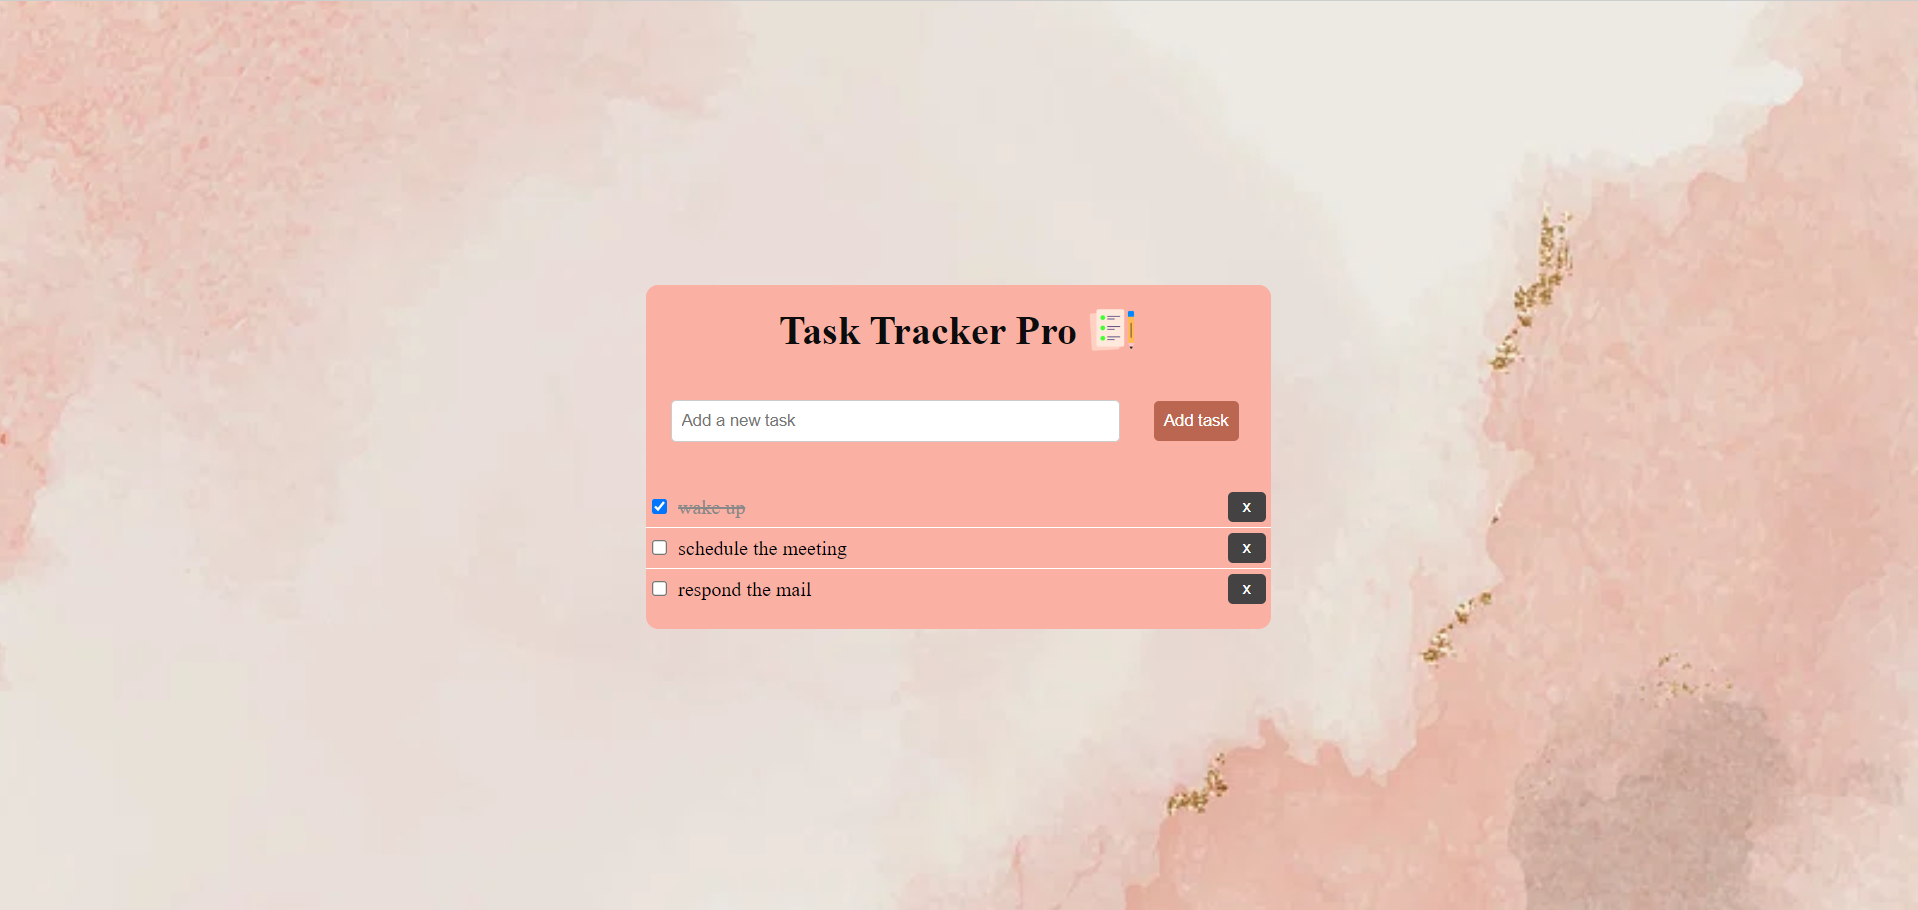 Task Tracker Pro
Add a new task
Add task
wake up
x
schedule the meeting
x
respond the mail
x